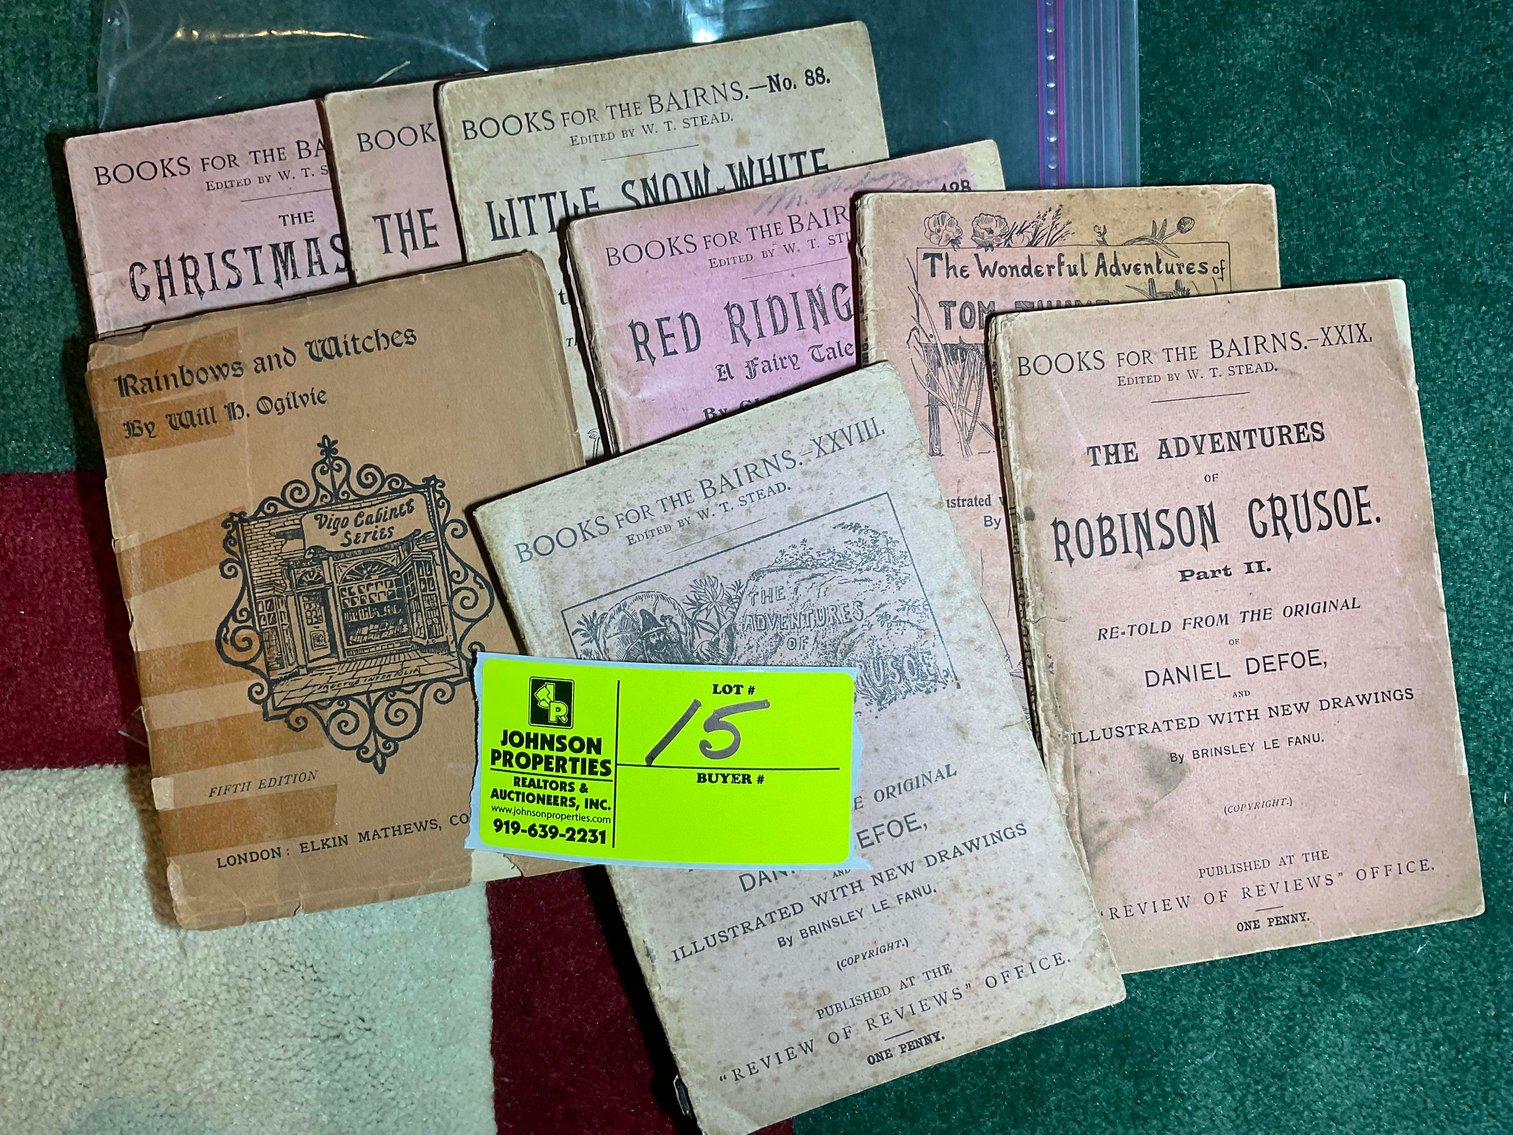 BOOKS FOR THE
EDITED BY W. T.
THE
CHRISTMAS
THE
BOOKS FOR THE BAIRNS.—No. 88.
EDITED BY W. T. STEAD.
LITTLE SNOW-WHITE
BOOKS FOR THE
EDITED BY W. T.
128
RED RIDING
A Fairy Tale
By
The Wonderful Adventures of
TOM THUMB
By
Rainbows and Witches
By Will H. Ogilvie
Vigo Cabinet
Series
FIFTH EDITION
LONDON: ELKIN MATHEWS,
BOOKS FOR THE BAIRNS.—XXVIII.
EDITED BY W. T. STEAD.
THE
ADVENTURES
OF
CRUSOE.
ORIGINAL
ILLUSTRATED WITH NEW DRAWINGS
By BRINSLEY LE FANU.
(COPYRIGHT.)
PUBLISHED AT THE
"REVIEW OF REVIEWS" OFFICE.
ONE PENNY.
BOOKS FOR THE BAIRNS.—XXIX.
EDITED BY W. T. STEAD.
THE ADVENTURES
OF
ROBINSON CRUSOE.
Part II.
RE-TOLD FROM THE ORIGINAL
OF
DANIEL DEFOE,
AND
ILLUSTRATED WITH NEW DRAWINGS
By BRINSLEY LE FANU.
(COPYRIGHT.)
PUBLISHED AT THE
"REVIEW OF REVIEWS" OFFICE.
ONE PENNY.
JOHNSON
PROPERTIES
REALTORS &
AUCTIONEERS, INC.
www.johnsonproperties.com
919-639-2231
LOT #
15
BUYER #